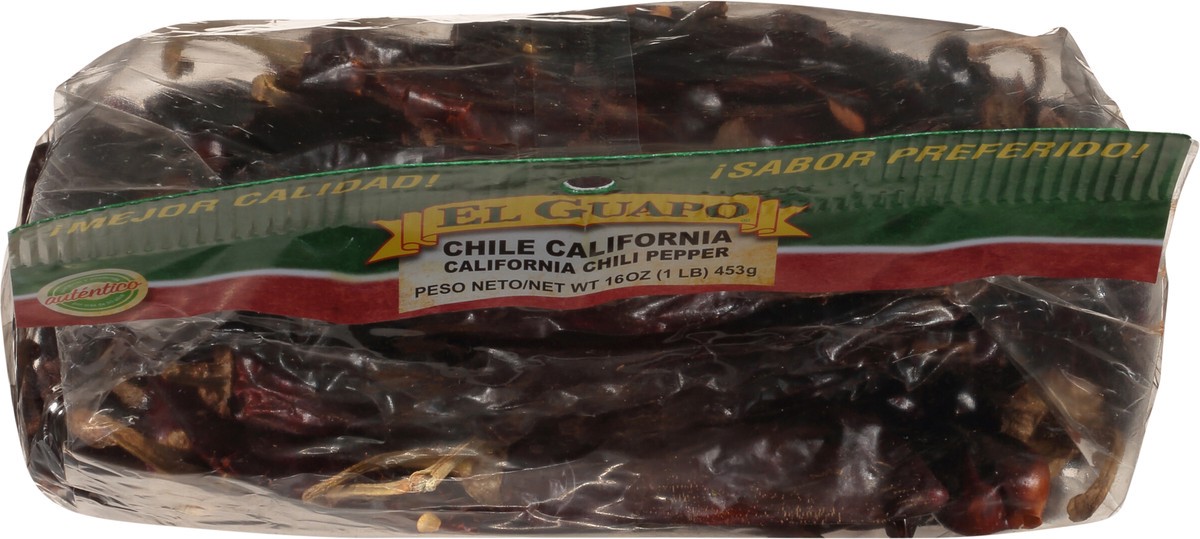 ¡MEJOR CALIDAD!
¡SABOR PREFERIDO!
EL GUAPO
CHILE CALIFORNIA
CALIFORNIA CHILI PEPPER
PESO NETO/NET WT 16OZ (1 LB) 453g
auténtico